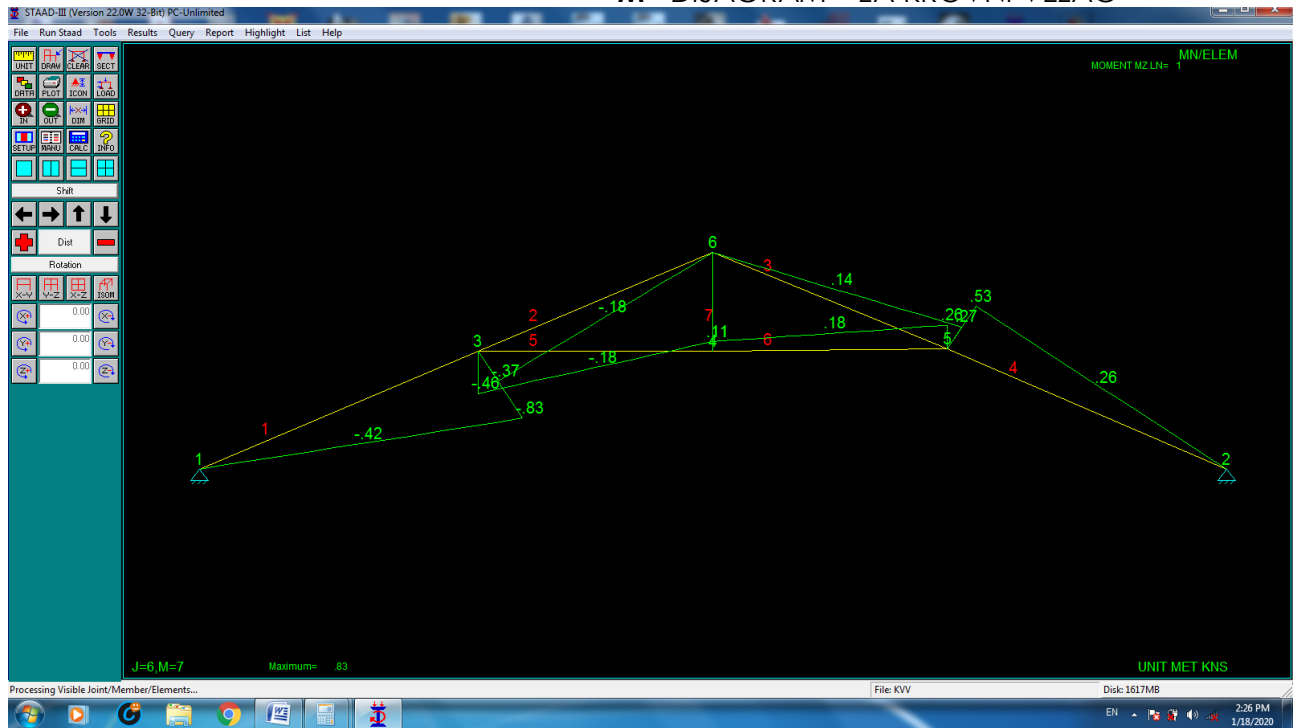 M - DIJAGRAM - ZA KROVNI VEZAČ
STAAD-III (Version 22.0W 32-Bit) PC-Unlimited
File Run Staad Tools Results Query Report Highlight List Help
UNIT DRAW CLEAR SECT
DATA PLOT ICON LOAD
IN OUT DIM GRID
SETUP MANU CALC INFO
Shift
Dist
Rotation
X-Y Y-Z X-Z ISOM
X+ 0.00 X+
Y+ 0.00 Y+
Z+ 0.00 Z+
MN/ELEM
MOMENT MZ LN= 1
6
3
.14
.53
-.18
2
.26
.27
7
.18
3
5
.11
6
5
4
-.18
4
-.37
.26
-.46
-.83
1
-.42
1
2
J=6,M=7
Maximum= .83
UNIT MET KNS
Processing Visible Joint/Member/Elements...
File: KVV
Disk: 1617MB
EN
2:26 PM
1/18/2020